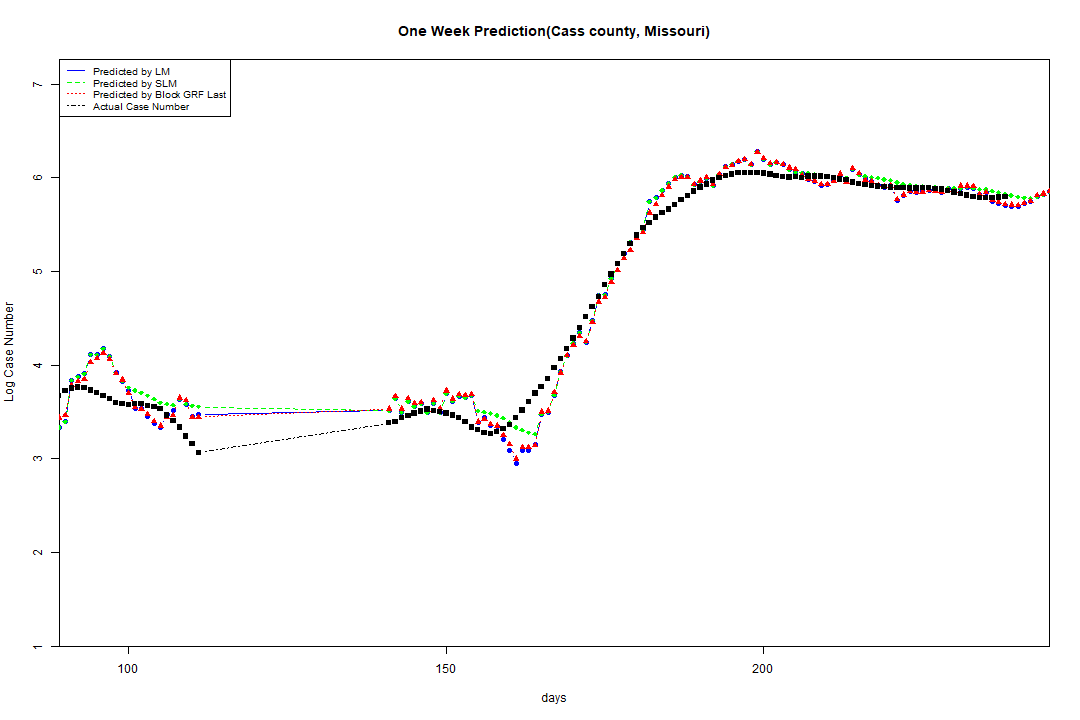 One Week Prediction(Cass county, Missouri)
Predicted by LM
Predicted by SLM
Predicted by Block GRF Last
Actual Case Number
7
6
5
4
3
2
1
Log Case Number
100 150 200
days